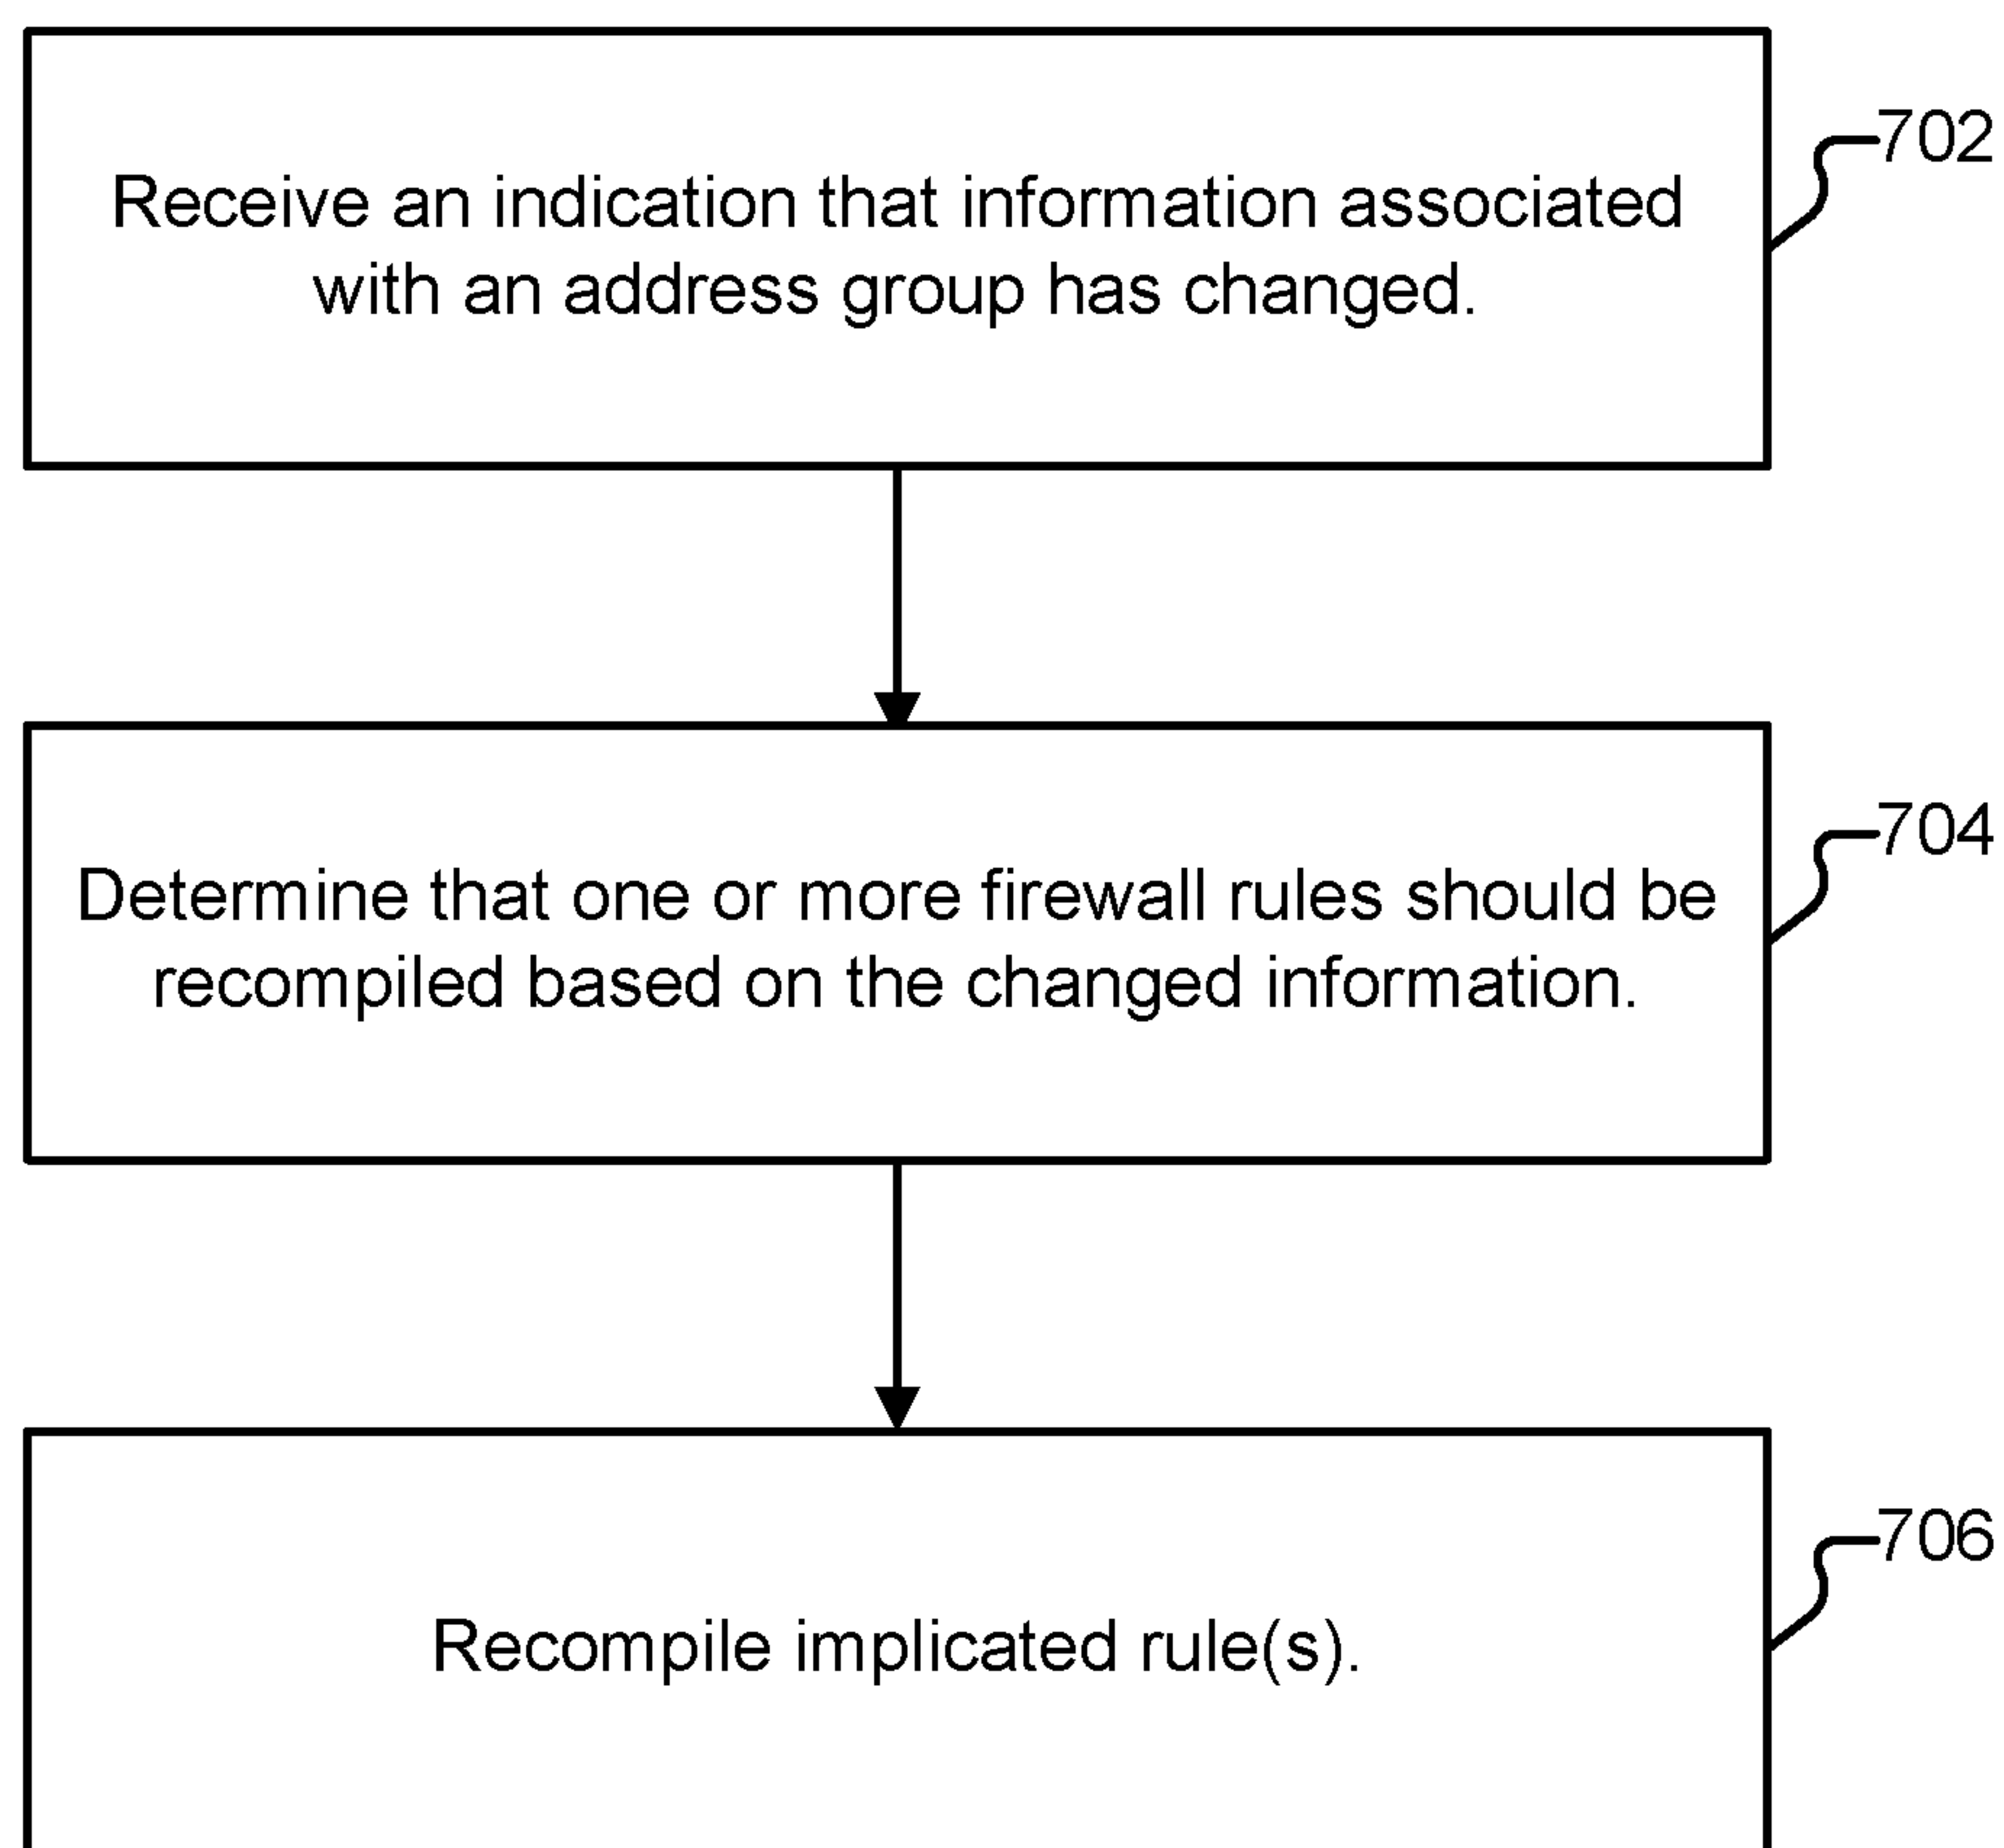 Receive an indication that information associated
with an address group has changed.
702
Determine that one or more firewall rules should be
recompiled based on the changed information.
704
Recompile implicated rule(s).
706